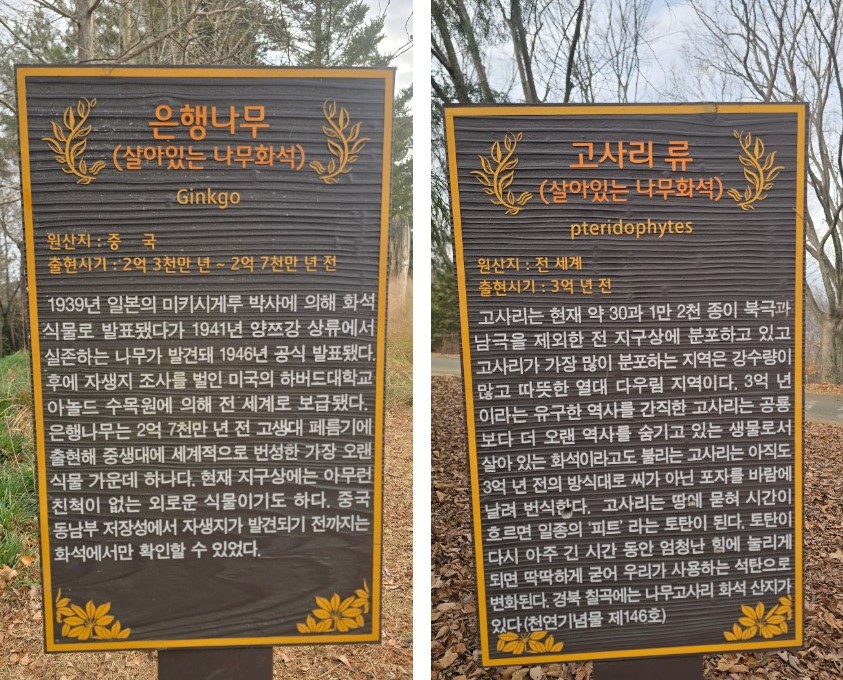 은행나무
(살아있는 나무화석)
Ginkgo
원산지 : 중 국
출현시기 : 2억 3천만 년 ~ 2억 7천만 년 전
1939년 일본의 미키시게루 박사에 의해 화석
식물로 발표됐다가 1941년 양쯔강 상류에서
실존하는 나무가 발견돼 1946년 공식 발표됐다.
후에 자생지 조사를 벌인 미국의 하버드대학교
아놀드 수목원에 의해 전 세계로 보급됐다.
은행나무는 2억 7천만 년 전 고생대 페름기에
출현해 중생대에 세계적으로 번성한 가장 오랜
식물 가운데 하나다. 현재 지구상에는 아무런
친척이 없는 외로운 식물이기도 하다. 중국
동남부 저장성에서 자생지가 발견되기 전까지는
화석에서만 확인할 수 있었다.
고사리 류
(살아있는 나무화석)
pteridophytes
원산지 : 전 세계
출현시기 : 3억 년 전
고사리는 현재 약 30과 1만 2천 종이 북극과
남극을 제외한 전 지구상에 분포하고 있고
고사리가 가장 많이 분포하는 지역은 강수량이
많고 따뜻한 열대 다우림 지역이다. 3억 년
이라는 유구한 역사를 간직한 고사리는 공룡
보다 더 오랜 역사를 숨기고 있는 생물로서
살아 있는 화석이라고도 불리는 고사리는 아직도
3억 년 전의 방식대로 씨가 아닌 포자를 바람에
날려 번식한다. 고사리는 땅에 묻혀 시간이
흐르면 일종의 '피트' 라는 토탄이 된다. 토탄이
다시 아주 긴 시간 동안 엄청난 힘에 눌리게
되면 딱딱하게 굳어 우리가 사용하는 석탄으로
변화된다. 경북 칠곡에는 나무고사리 화석 산지가
있다(천연기념물 제146호)